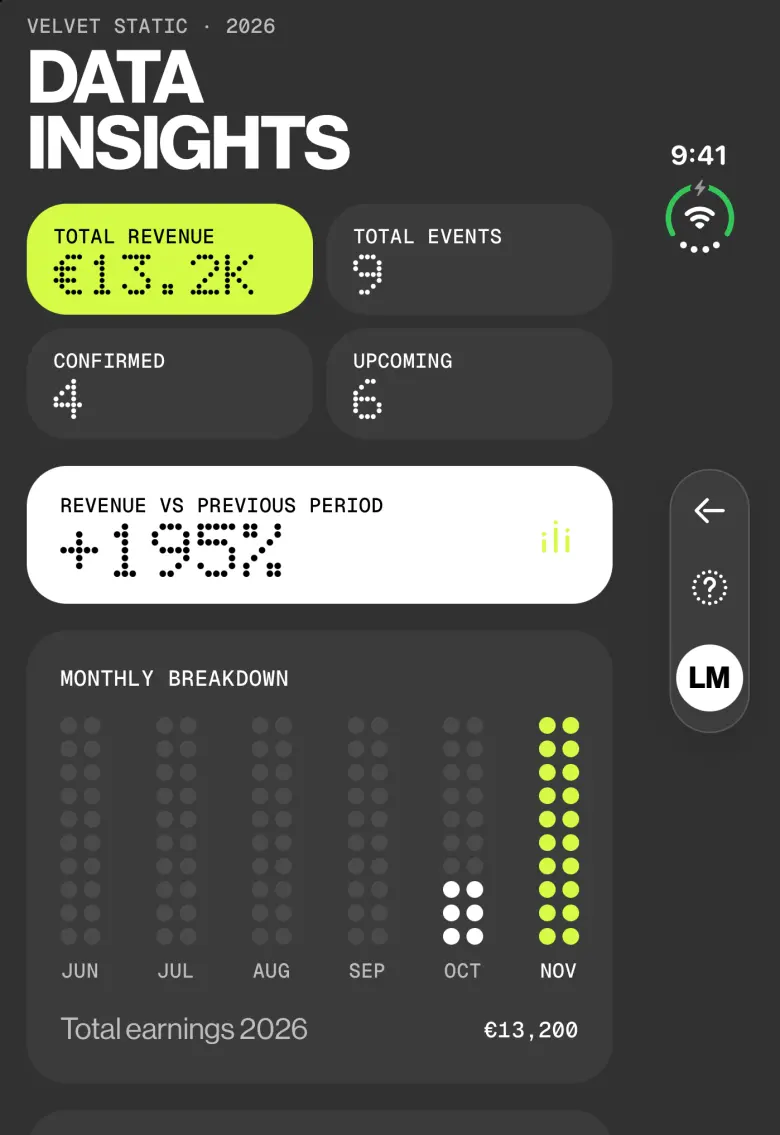 VELVET STATIC · 2026
DATA
INSIGHTS
9:41
TOTAL REVENUE
€13.2K
TOTAL EVENTS
9
CONFIRMED
4
UPCOMING
6
REVENUE VS PREVIOUS PERIOD
+195%
?
LM
MONTHLY BREAKDOWN
JUN JUL AUG SEP OCT NOV
Total earnings 2026 €13,200